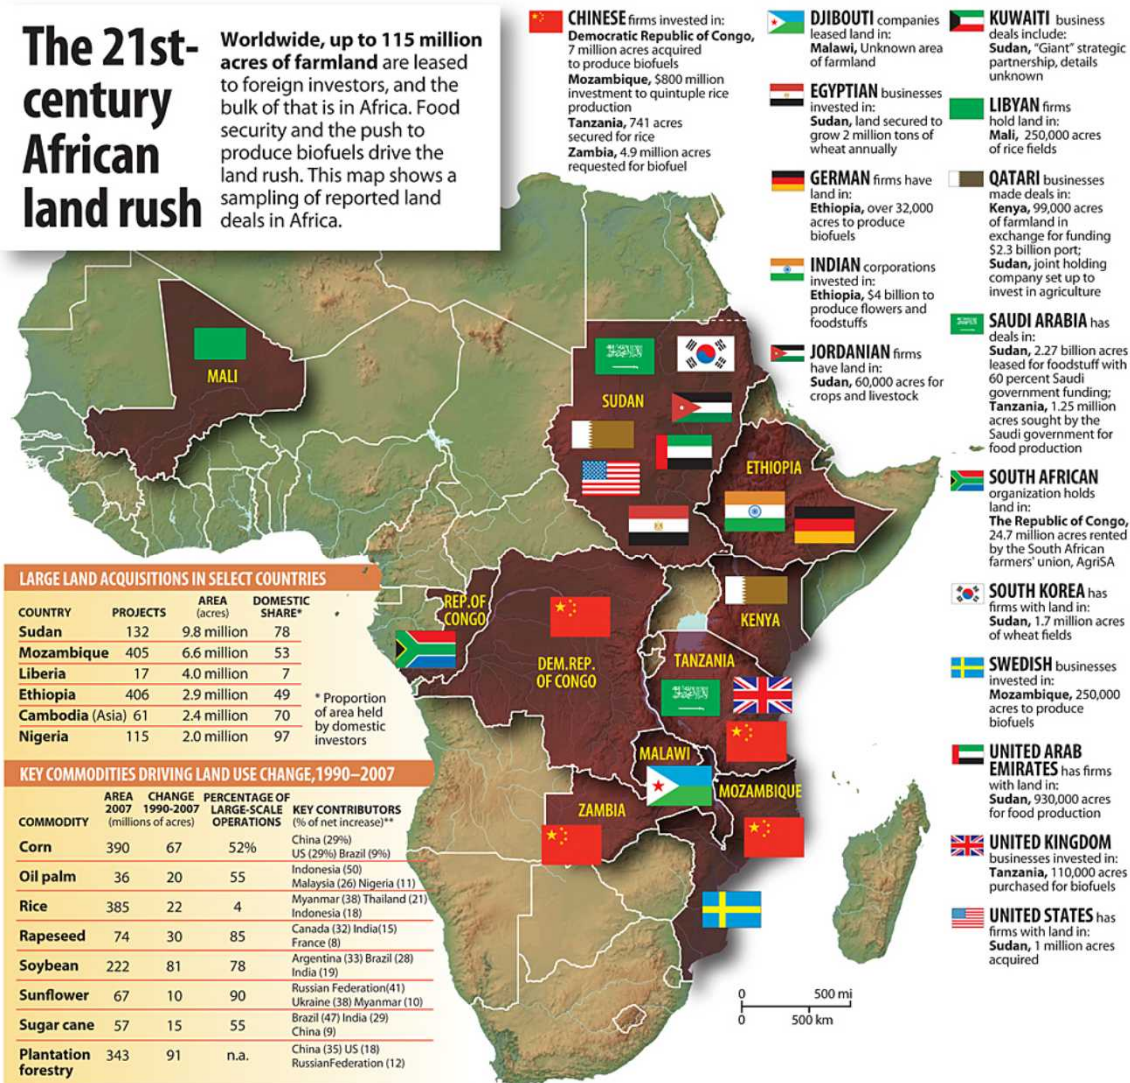 The 21st-
century
African
land rush
Worldwide, up to 115 million
acres of farmland are leased
to foreign investors, and the
bulk of that is in Africa. Food
security and the push to
produce biofuels drive the
land rush. This map shows a
sampling of reported land
deals in Africa.
CHINESE firms invested in:
Democratic Republic of Congo,
7 million acres acquired
to produce biofuels
Mozambique, $800 million
investment to quintuple rice
production
Tanzania, 741 acres
secured for rice
Zambia, 4.9 million acres
requested for biofuel
DJIBOUTI companies
leased land in:
Malawi, Unknown area
of farmland
EGYPTIAN businesses
invested in:
Sudan, land secured to
grow 2 million tons of
wheat annually
GERMAN firms have
land in:
Ethiopia, over 32,000
acres to produce
biofuels
INDIAN corporations
invested in:
Ethiopia, $4 billion to
produce flowers and
foodstuffs
JORDANIAN firms
have land in:
Sudan, 60,000 acres for
crops and livestock
KUWAITI business
deals include:
Sudan, "Giant" strategic
partnership, details
unknown
LIBYAN firms
hold land in:
Mali, 250,000 acres
of rice fields
QATARI businesses
made deals in:
Kenya, 99,000 acres
of farmland in
exchange for funding
$2.3 billion port;
Sudan, joint holding
company set up to
invest in agriculture
SAUDI ARABIA has
deals in:
Sudan, 2.27 billion acres
leased for foodstuff with
60 percent Saudi
government funding;
Tanzania, 1.25 million
acres sought by the
Saudi government for
food production
SOUTH AFRICAN
organization holds
land in:
The Republic of Congo,
24.7 million acres rented
by the South African
farmers' union, AgriSA
SOUTH KOREA has
firms with land in:
Sudan, 1.7 million acres
of wheat fields
SWEDISH businesses
invested in:
Mozambique, 250,000
acres to produce
biofuels
UNITED ARAB
EMIRATES has firms
with land in:
Sudan, 930,000 acres
for food production
UNITED KINGDOM
businesses invested in:
Tanzania, 110,000 acres
purchased for biofuels
UNITED STATES has
firms with land in:
Sudan, 1 million acres
acquired
MALI
SUDAN
ETHIOPIA
REP. OF
CONGO
KENYA
DEM. REP.
OF CONGO
TANZANIA
MALAWI
MOZAMBIQUE
ZAMBIA
0 500 mi
0 500 km
LARGE LAND ACQUISITIONS IN SELECT COUNTRIES
COUNTRY PROJECTS AREA (acres) DOMESTIC SHARE*
Sudan 132 9.8 million 78
Mozambique 405 6.6 million 53
Liberia 17 4.0 million 7
Ethiopia 406 2.9 million 49
Cambodia (Asia) 61 2.4 million 70
Nigeria 115 2.0 million 97
* Proportion
of area held
by domestic
investors
KEY COMMODITIES DRIVING LAND USE CHANGE, 1990–2007
AREA CHANGE PERCENTAGE OF
2007 1990-2007 LARGE-SCALE KEY CONTRIBUTORS
COMMODITY (millions of acres) OPERATIONS (% of net increase)**
Corn 390 67 52% China (29%)
US (29%) Brazil (9%)
Oil palm 36 20 55 Indonesia (50)
Malaysia (26) Nigeria (11)
Rice 385 22 4 Myanmar (38) Thailand (21)
Indonesia (18)
Rapeseed 74 30 85 Canada (32) India(15)
France (8)
Soybean 222 81 78 Argentina (33) Brazil (28)
India (19)
Sunflower 67 10 90 Russian Federation(41)
Ukraine (38) Myanmar (10)
Sugar cane 57 15 55 Brazil (47) India (29)
China (9)
Plantation 343 91 n.a. China (35) US (18)
forestry RussianFederation (12)